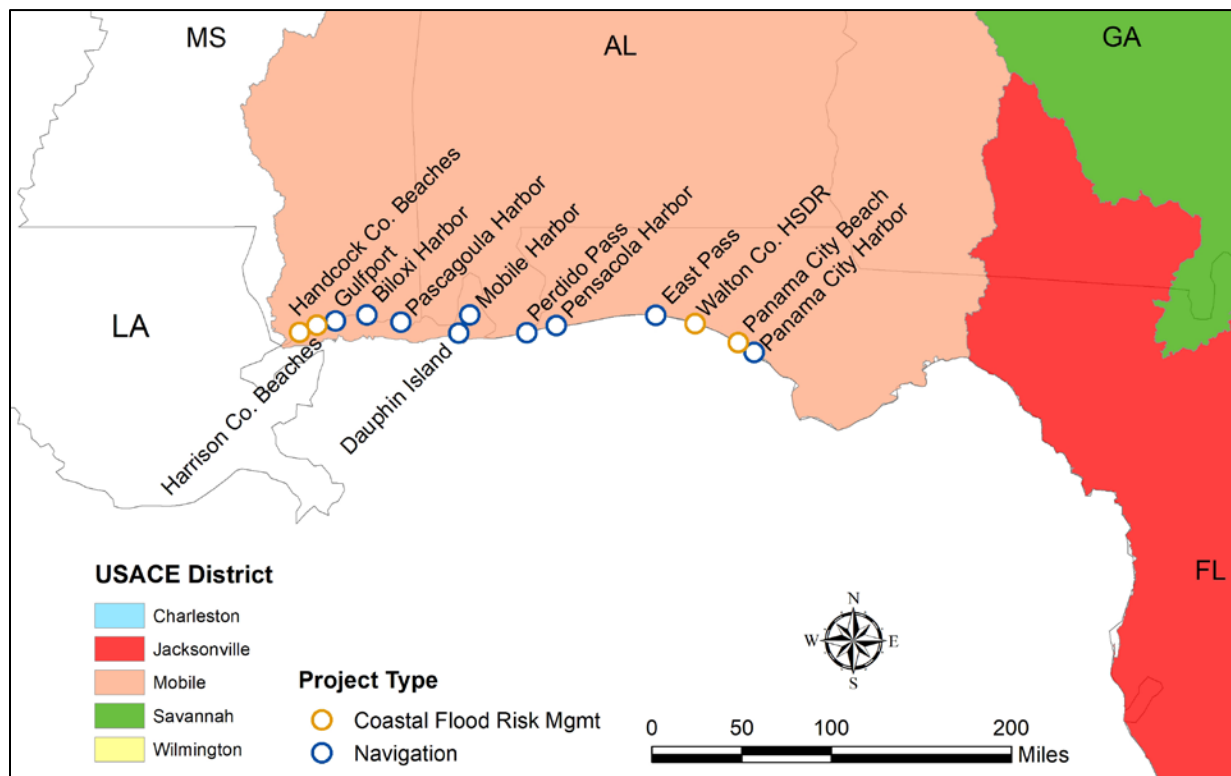 MS
AL
GA
Handcock Co. Beaches
Gulfport
Biloxi Harbor
Pascagoula Harbor
Mobile Harbor
Perdido Pass
Pensacola Harbor
East Pass
Walton Co. HSDR
Panama City Beach
Panama City Harbor
LA
Harrison Co. Beaches
Dauphin Island
FL
USACE District
Charleston
Jacksonville
Mobile
Savannah
Wilmington
Project Type
Coastal Flood Risk Mgmt
Navigation
N
W E
S
0 50 100 200
Miles